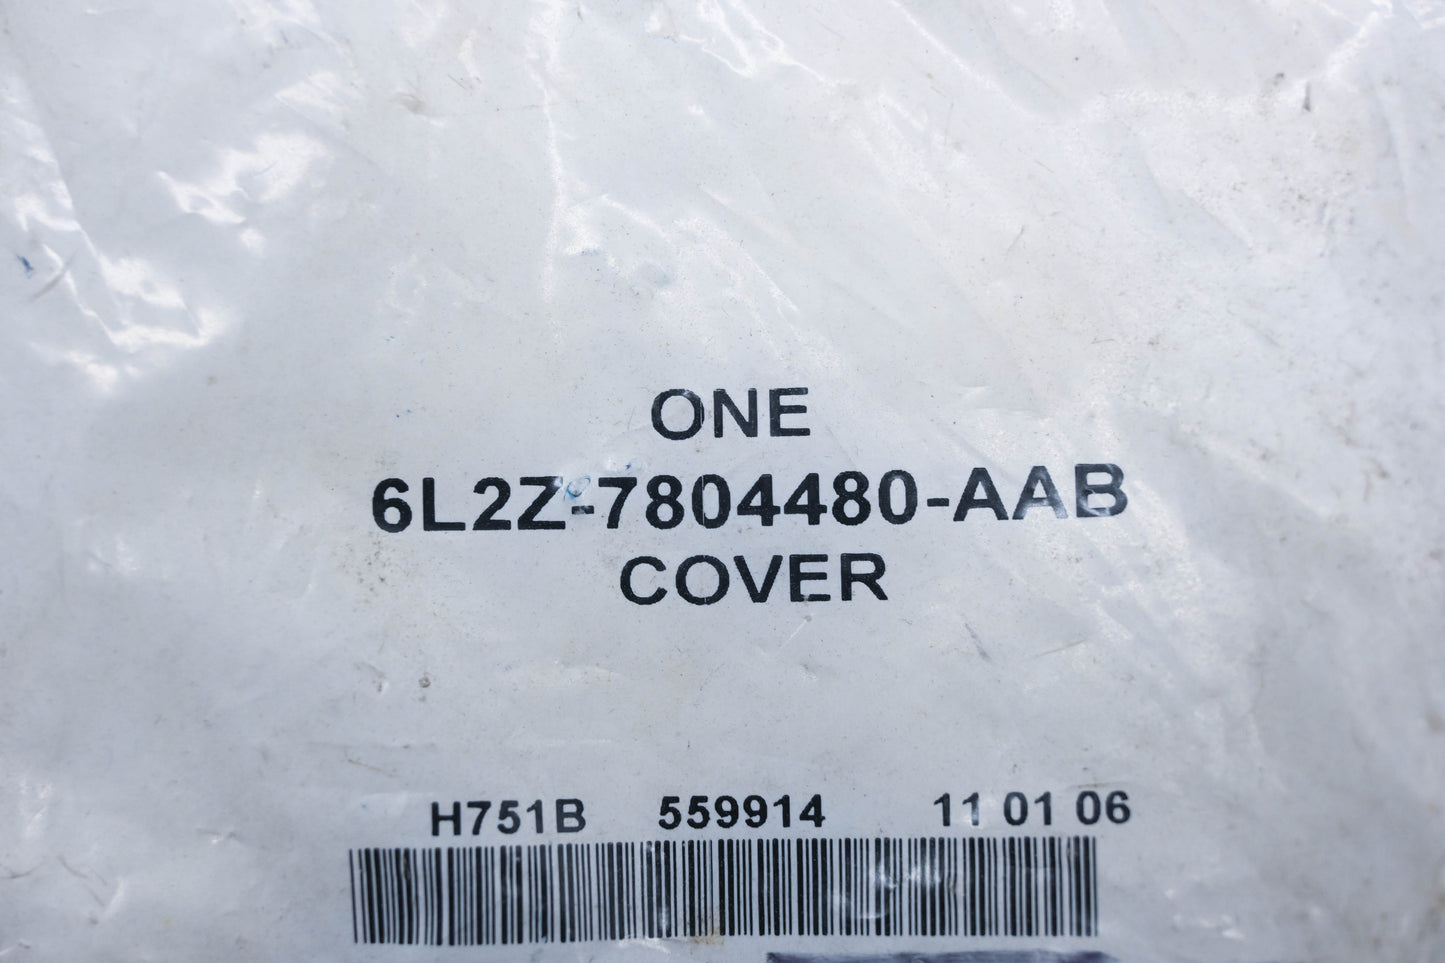 ONE
6L2Z-7804480-AAB
COVER
H751B 559914 11 01 06